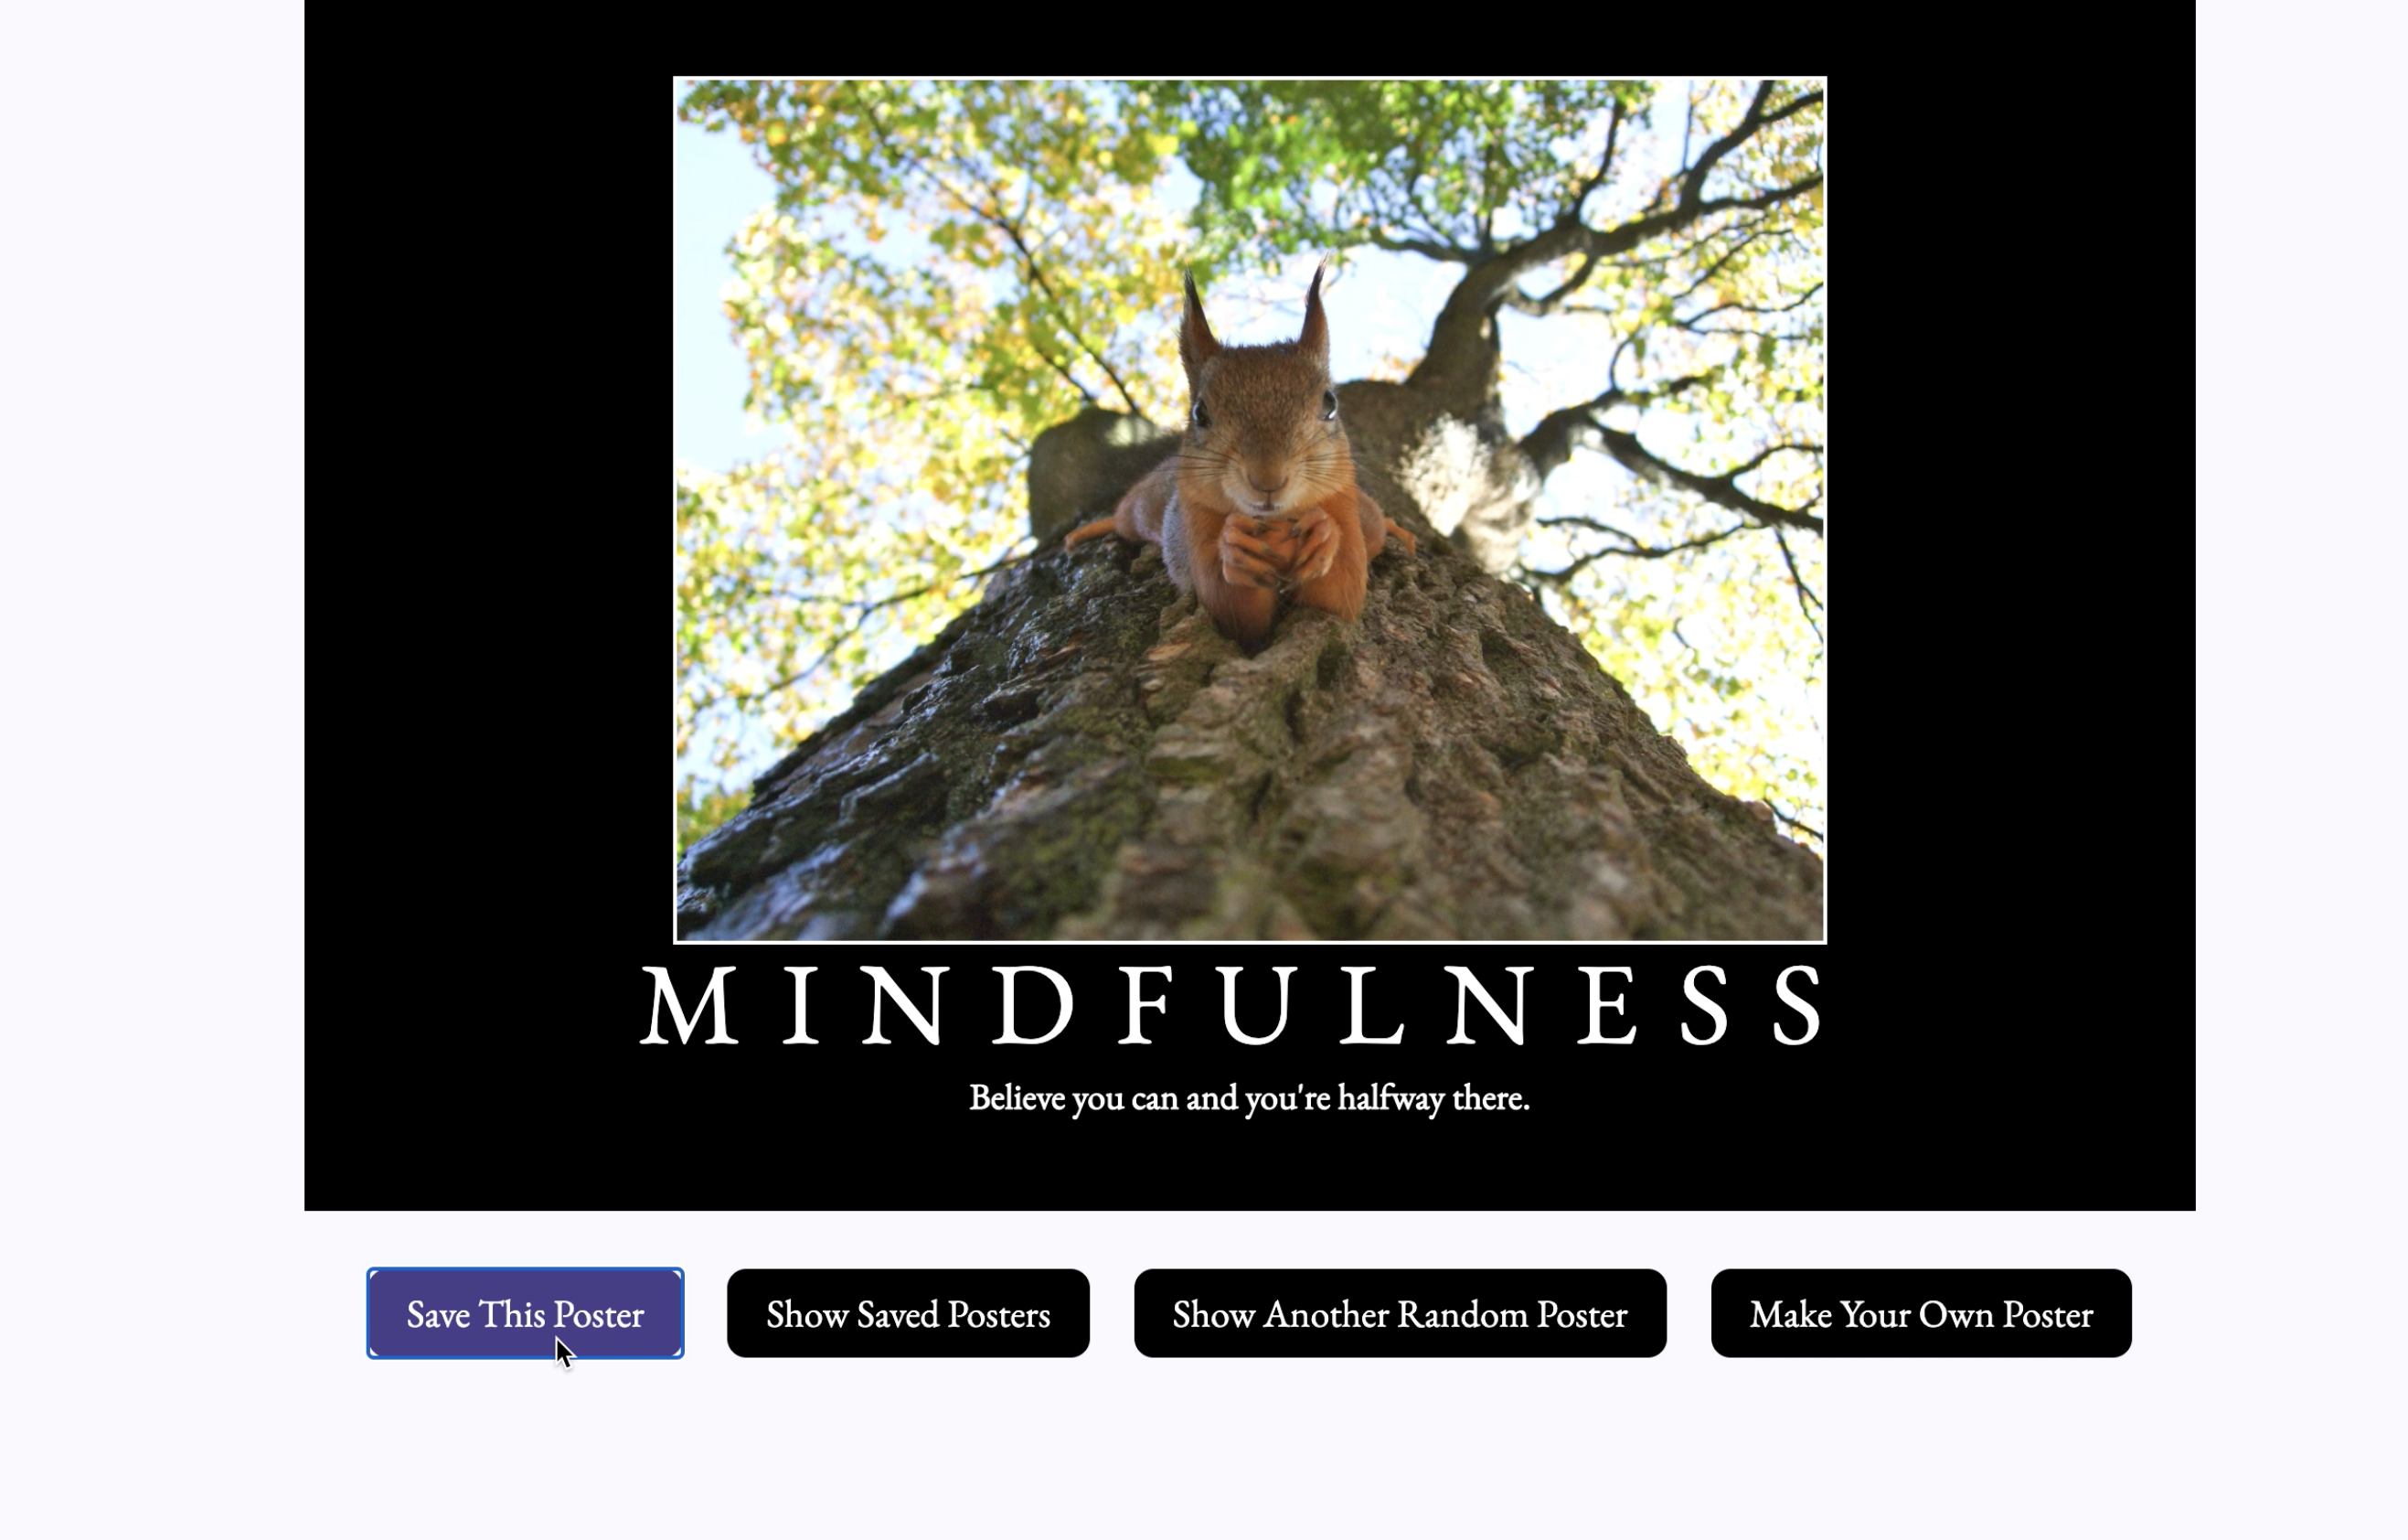 MINDFULNESS
Believe you can and you're halfway there.
Save This Poster
Show Saved Posters
Show Another Random Poster
Make Your Own Poster